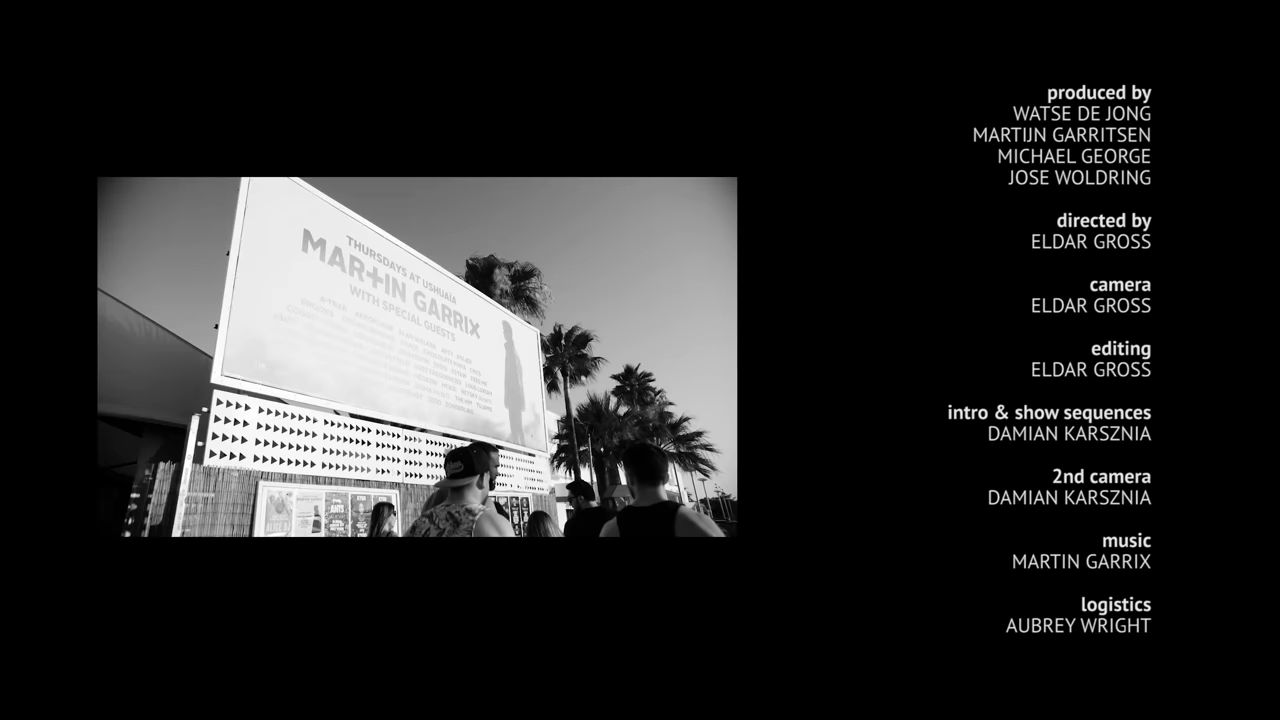 THURSDAYS AT USHUAÏA
MAR+IN GARRIX
WITH SPECIAL GUESTS
produced by
WATSE DE JONG
MARTIJN GARRITSEN
MICHAEL GEORGE
JOSE WOLDRING
directed by
ELDAR GROSS
camera
ELDAR GROSS
editing
ELDAR GROSS
intro & show sequences
DAMIAN KARSZNIA
2nd camera
DAMIAN KARSZNIA
music
MARTIN GARRIX
logistics
AUBREY WRIGHT